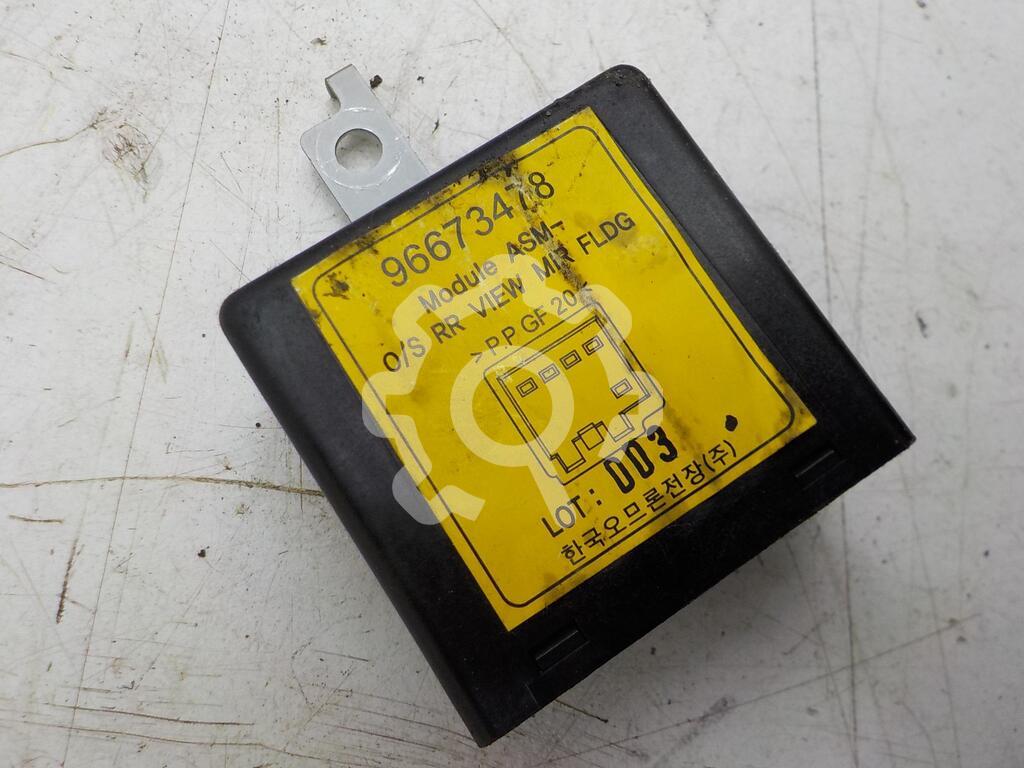 96673478
Module ASM-
O/S RR VIEW MIR FLDG
>P.P GF 20<
LOT: D03
한국오므론전장(주)